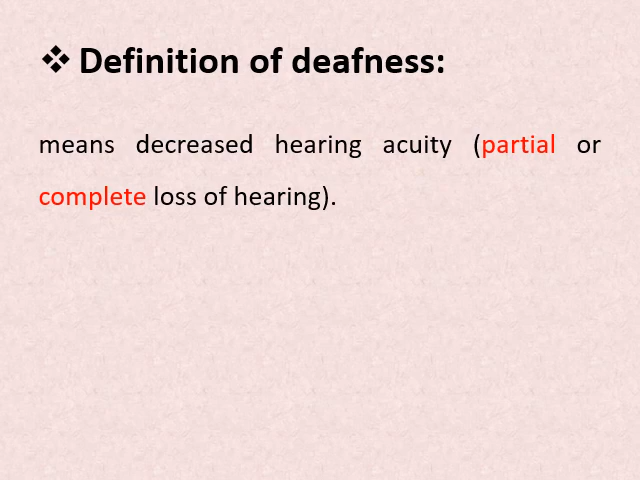 ❖ Definition of deafness:
means decreased hearing acuity (partial or
complete loss of hearing).